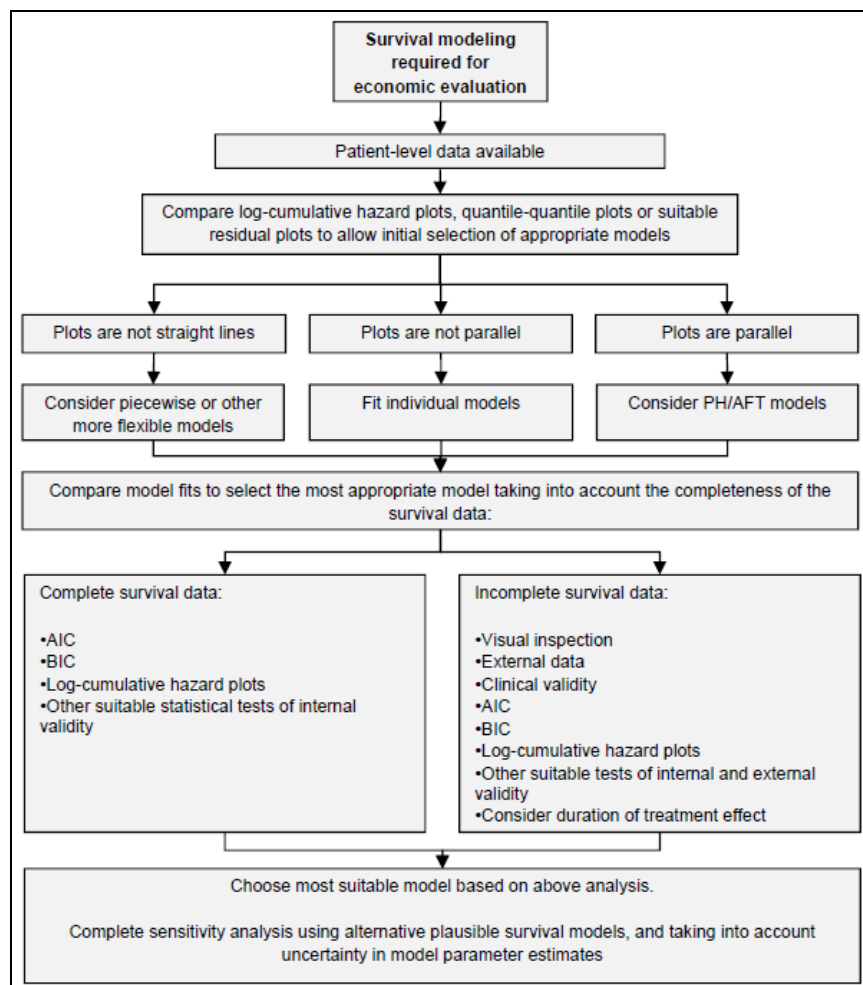 Survival modeling
required for
economic evaluation
Patient-level data available
Compare log-cumulative hazard plots, quantile-quantile plots or suitable
residual plots to allow initial selection of appropriate models
Plots are not straight lines
Plots are not parallel
Plots are parallel
Consider piecewise or other
more flexible models
Fit individual models
Consider PH/AFT models
Compare model fits to select the most appropriate model taking into account the completeness of the
survival data:
Complete survival data:
•AIC
•BIC
•Log-cumulative hazard plots
•Other suitable statistical tests of internal
validity
Incomplete survival data:
•Visual inspection
•External data
•Clinical validity
•AIC
•BIC
•Log-cumulative hazard plots
•Other suitable tests of internal and external
validity
•Consider duration of treatment effect
Choose most suitable model based on above analysis.
Complete sensitivity analysis using alternative plausible survival models, and taking into account
uncertainty in model parameter estimates